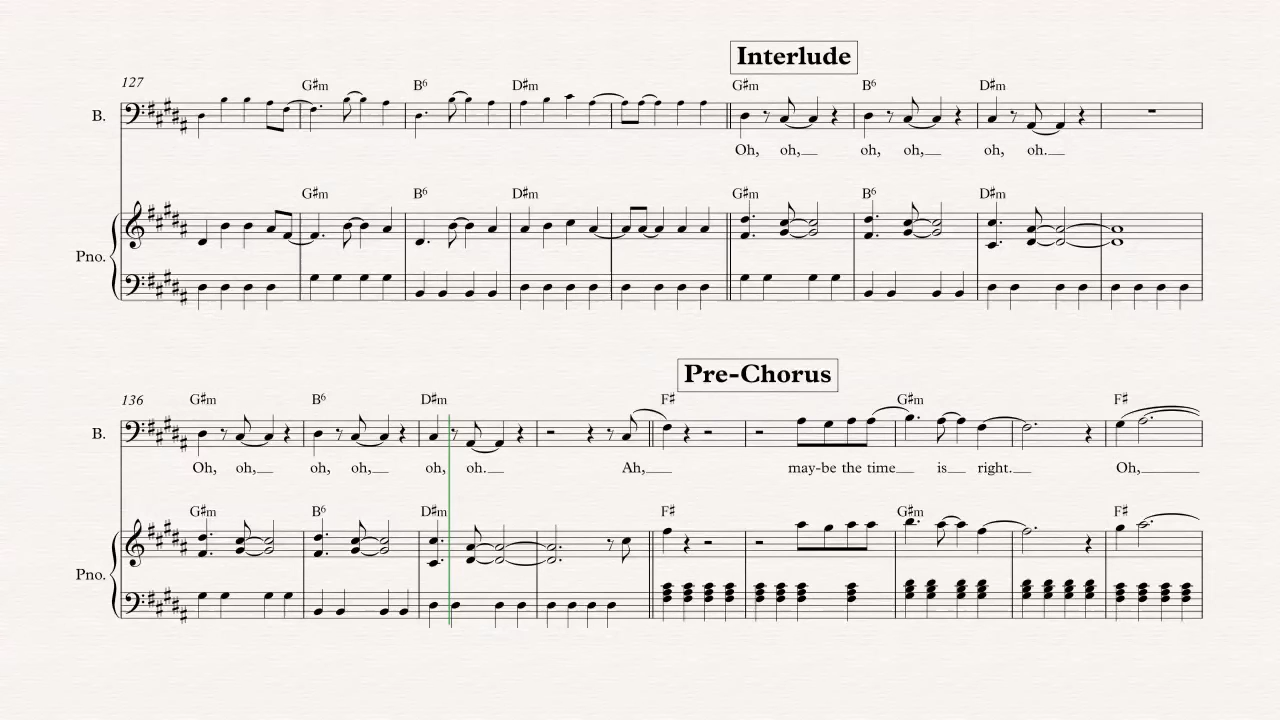 Interlude
127 G♯m B6 D♯m G♯m B6 D♯m
B.
Oh, oh, oh, oh, oh, oh.
G♯m B6 D♯m G♯m B6 D♯m
Pno.
Pre-Chorus
136 G♯m B6 D♯m F♯ G♯m F♯
B.
Oh, oh, oh, oh, oh, oh. Ah, may-be the time is right. Oh,
G♯m B6 D♯m F♯ G♯m F♯
Pno.